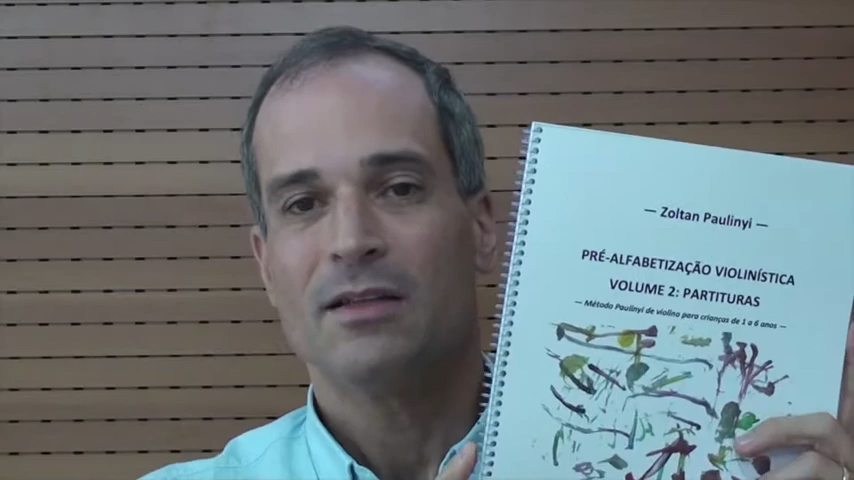 — Zoltan Paulinyi —
PRÉ-ALFABETIZAÇÃO VIOLINÍSTICA
VOLUME 2: PARTITURAS
— Método Paulinyi de violino para crianças de 1 a 6 anos —